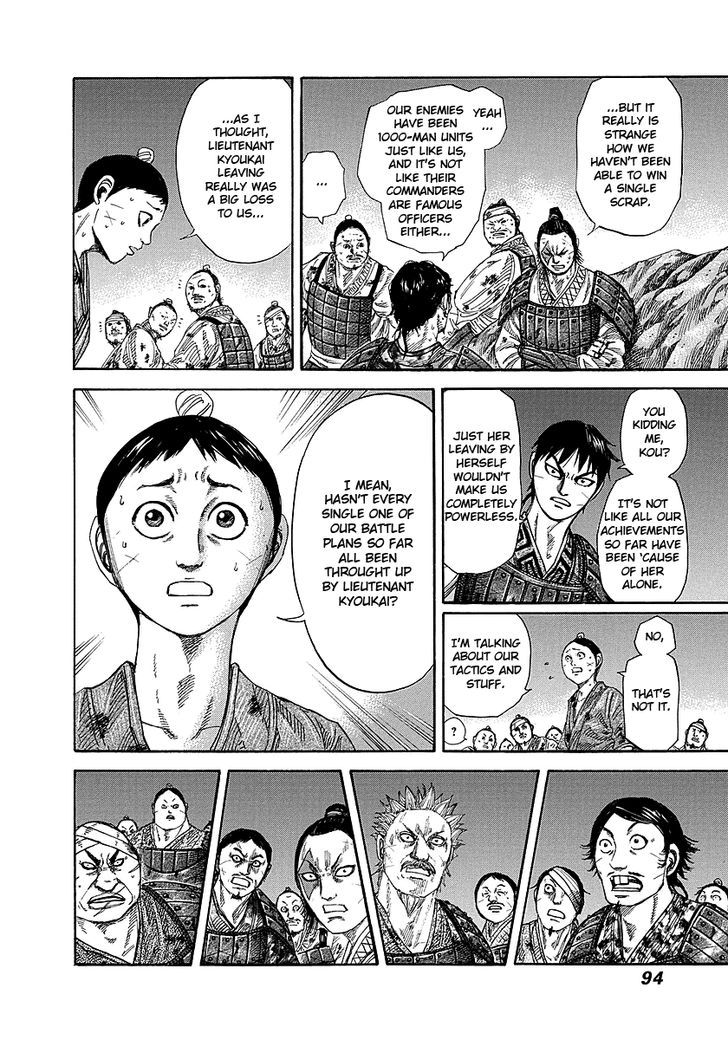 ...BUT IT
REALLY IS
STRANGE
HOW WE
HAVEN'T BEEN
ABLE TO WIN
A SINGLE
SCRAP.
YEAH
...
OUR ENEMIES
HAVE BEEN
1000-MAN UNITS
JUST LIKE US,
AND IT'S NOT
LIKE THEIR
COMMANDERS
ARE FAMOUS
OFFICERS
EITHER...
...
...AS I
THOUGHT,
LIEUTENANT
KYOUKAI
LEAVING
REALLY WAS
A BIG LOSS
TO US...
YOU
KIDDING
ME,
KOU?
IT'S NOT
LIKE ALL OUR
ACHIEVEMENTS
SO FAR HAVE
BEEN 'CAUSE
OF HER
ALONE.
JUST HER
LEAVING BY
HERSELF
WOULDN'T
MAKE US
COMPLETELY
POWERLESS.
NO,
THAT'S
NOT IT.
I'M TALKING
ABOUT OUR
TACTICS AND
STUFF.
?
I MEAN,
HASN'T EVERY
SINGLE ONE OF
OUR BATTLE
PLANS SO FAR
ALL BEEN
THROUGHT UP
BY LIEUTENANT
KYOUKAI?
94